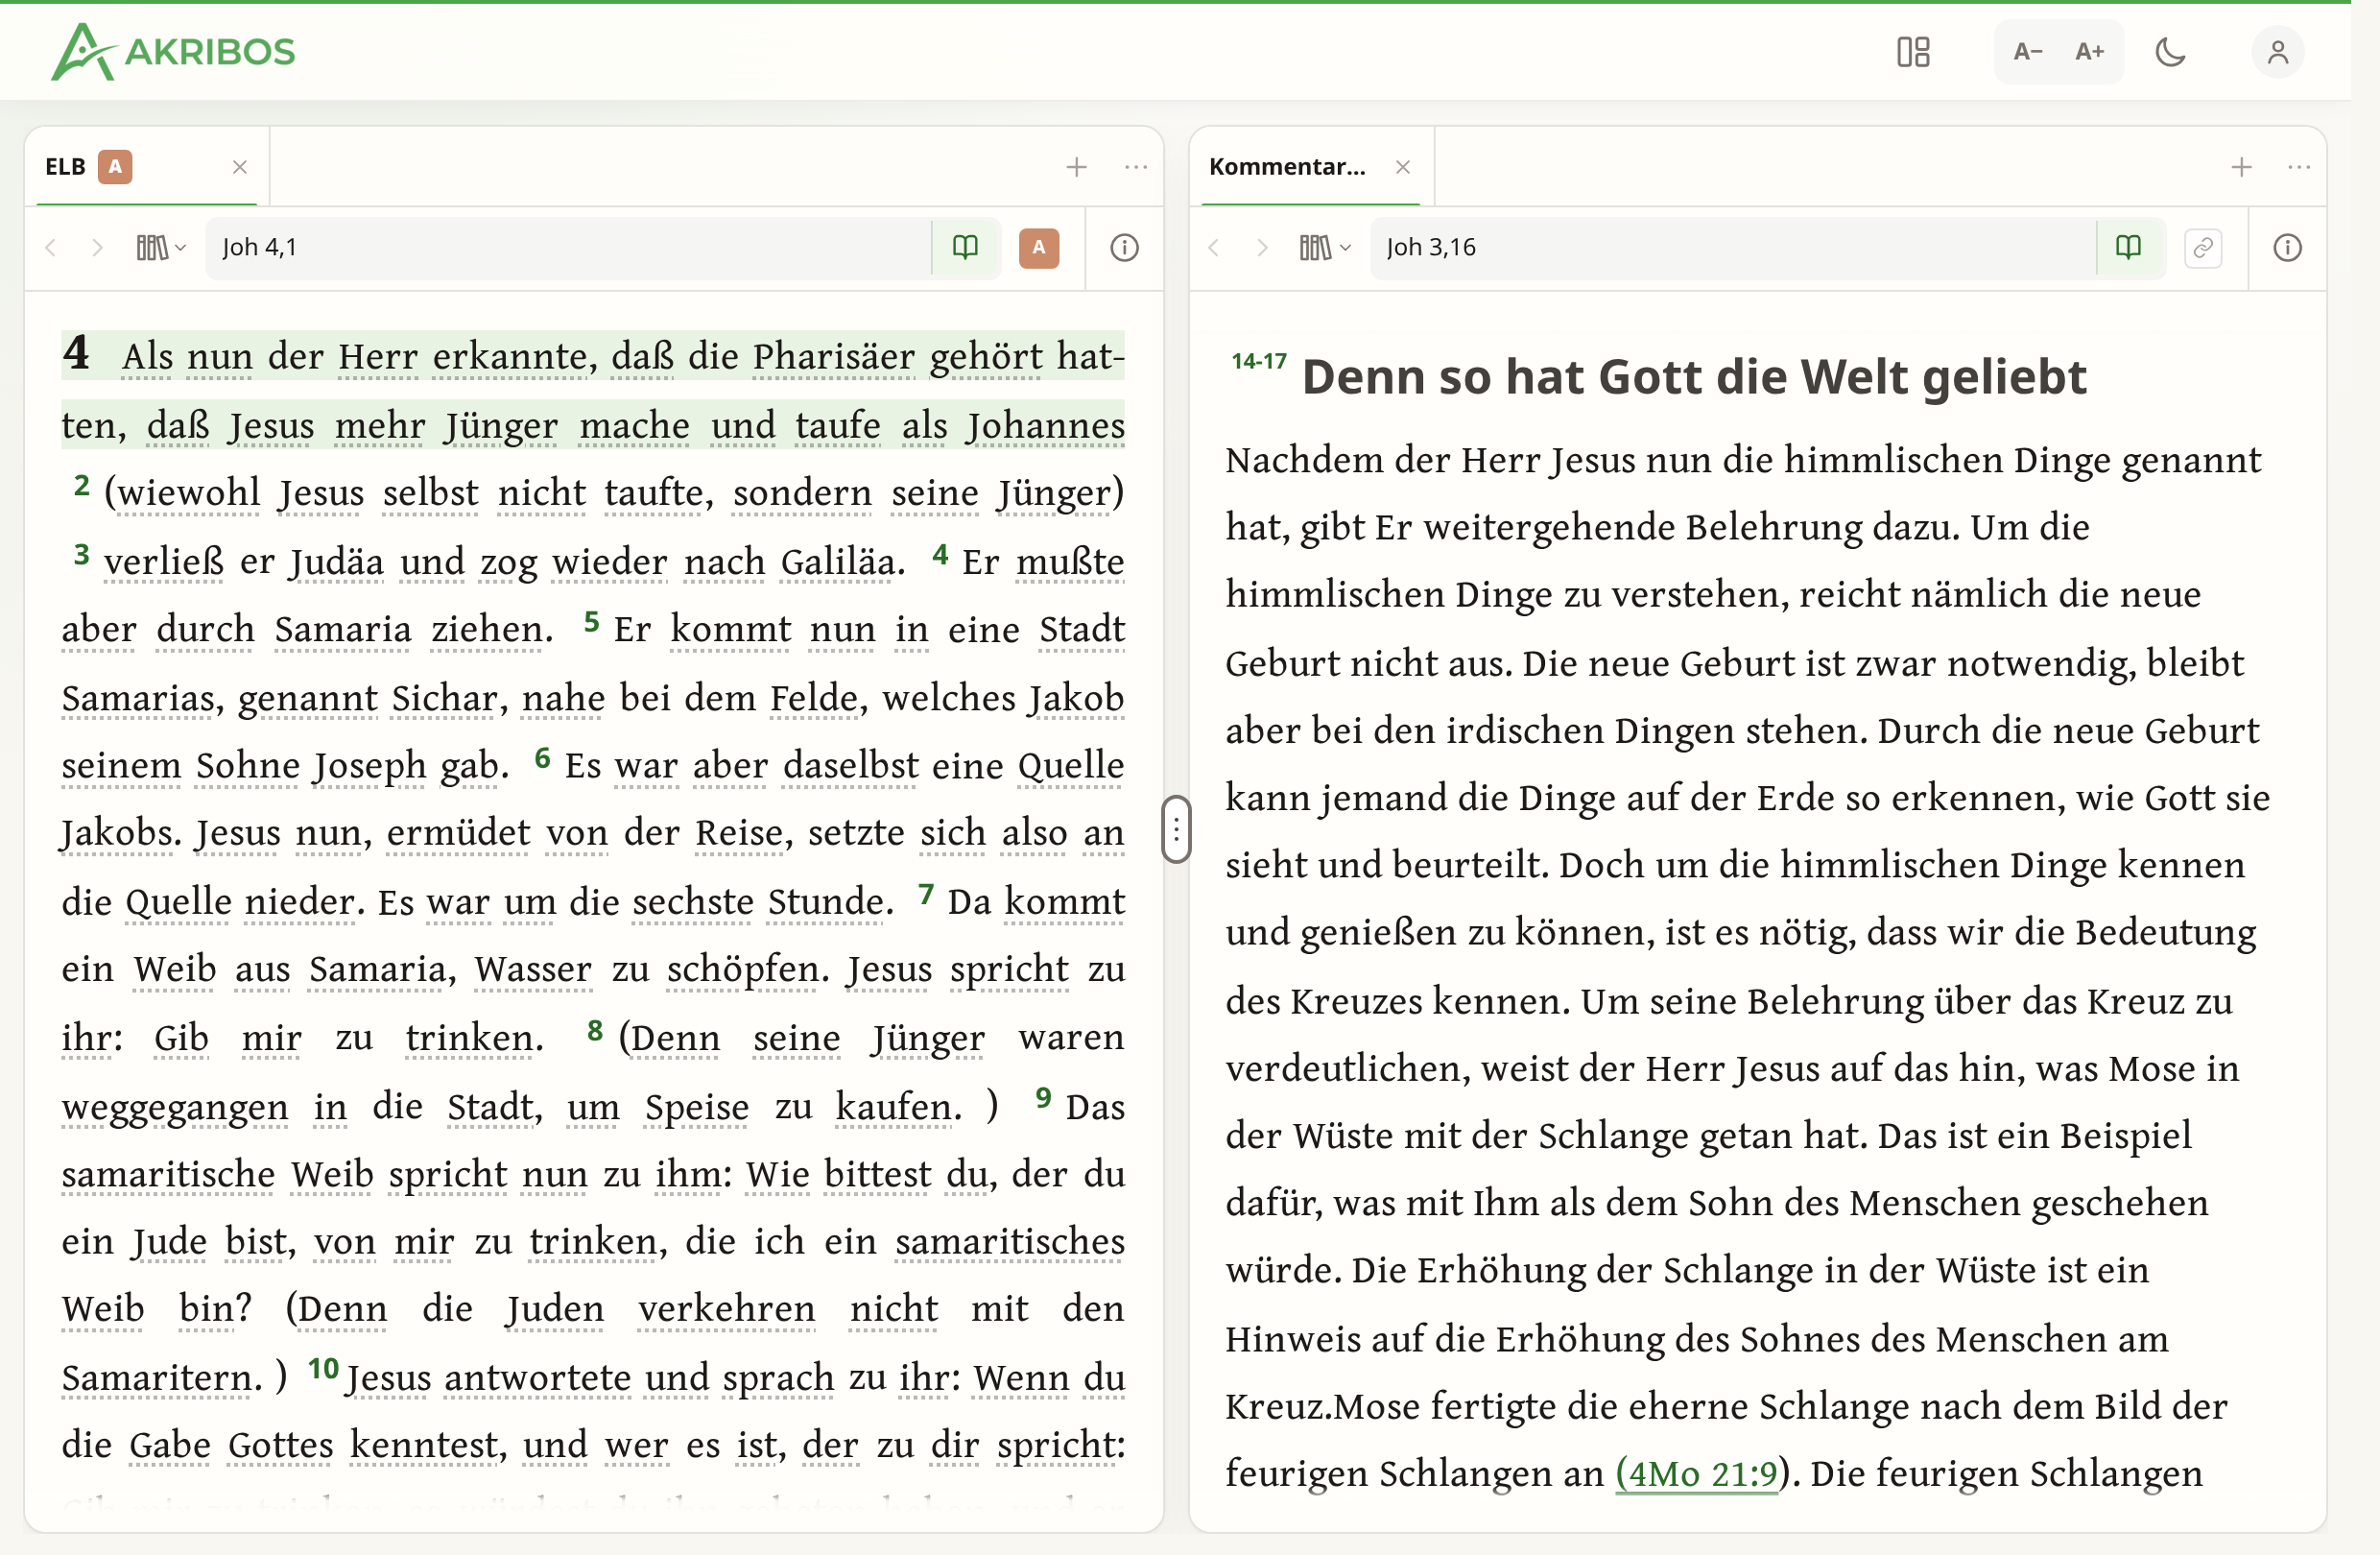 AKRIBOS
A− A+
ELB A
Joh 4,1 A
4 Als nun der Herr erkannte, daß die Pharisäer gehört hat-
ten, daß Jesus mehr Jünger mache und taufe als Johannes
2 (wiewohl Jesus selbst nicht taufte, sondern seine Jünger)
3 verließ er Judäa und zog wieder nach Galiläa. 4 Er mußte
aber durch Samaria ziehen. 5 Er kommt nun in eine Stadt
Samarias, genannt Sichar, nahe bei dem Felde, welches Jakob
seinem Sohne Joseph gab. 6 Es war aber daselbst eine Quelle
Jakobs. Jesus nun, ermüdet von der Reise, setzte sich also an
die Quelle nieder. Es war um die sechste Stunde. 7 Da kommt
ein Weib aus Samaria, Wasser zu schöpfen. Jesus spricht zu
ihr: Gib mir zu trinken. 8 (Denn seine Jünger waren
weggegangen in die Stadt, um Speise zu kaufen. ) 9 Das
samaritische Weib spricht nun zu ihm: Wie bittest du, der du
ein Jude bist, von mir zu trinken, die ich ein samaritisches
Weib bin? (Denn die Juden verkehren nicht mit den
Samaritern. ) 10 Jesus antwortete und sprach zu ihr: Wenn du
die Gabe Gottes kenntest, und wer es ist, der zu dir spricht:
Kommentar...
Joh 3,16
14-17 Denn so hat Gott die Welt geliebt
Nachdem der Herr Jesus nun die himmlischen Dinge genannt
hat, gibt Er weitergehende Belehrung dazu. Um die
himmlischen Dinge zu verstehen, reicht nämlich die neue
Geburt nicht aus. Die neue Geburt ist zwar notwendig, bleibt
aber bei den irdischen Dingen stehen. Durch die neue Geburt
kann jemand die Dinge auf der Erde so erkennen, wie Gott sie
sieht und beurteilt. Doch um die himmlischen Dinge kennen
und genießen zu können, ist es nötig, dass wir die Bedeutung
des Kreuzes kennen. Um seine Belehrung über das Kreuz zu
verdeutlichen, weist der Herr Jesus auf das hin, was Mose in
der Wüste mit der Schlange getan hat. Das ist ein Beispiel
dafür, was mit Ihm als dem Sohn des Menschen geschehen
würde. Die Erhöhung der Schlange in der Wüste ist ein
Hinweis auf die Erhöhung des Sohnes des Menschen am
Kreuz.Mose fertigte die eherne Schlange nach dem Bild der
feurigen Schlangen an (4Mo 21:9). Die feurigen Schlangen